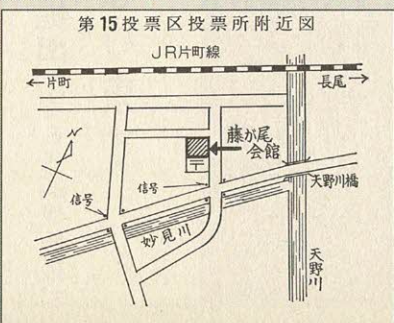 第15投票区投票所附近図
JR片町線
←片町
長尾→
N
藤が尾
会館
〒
信号
信号
天野川橋
妙見川
天野川